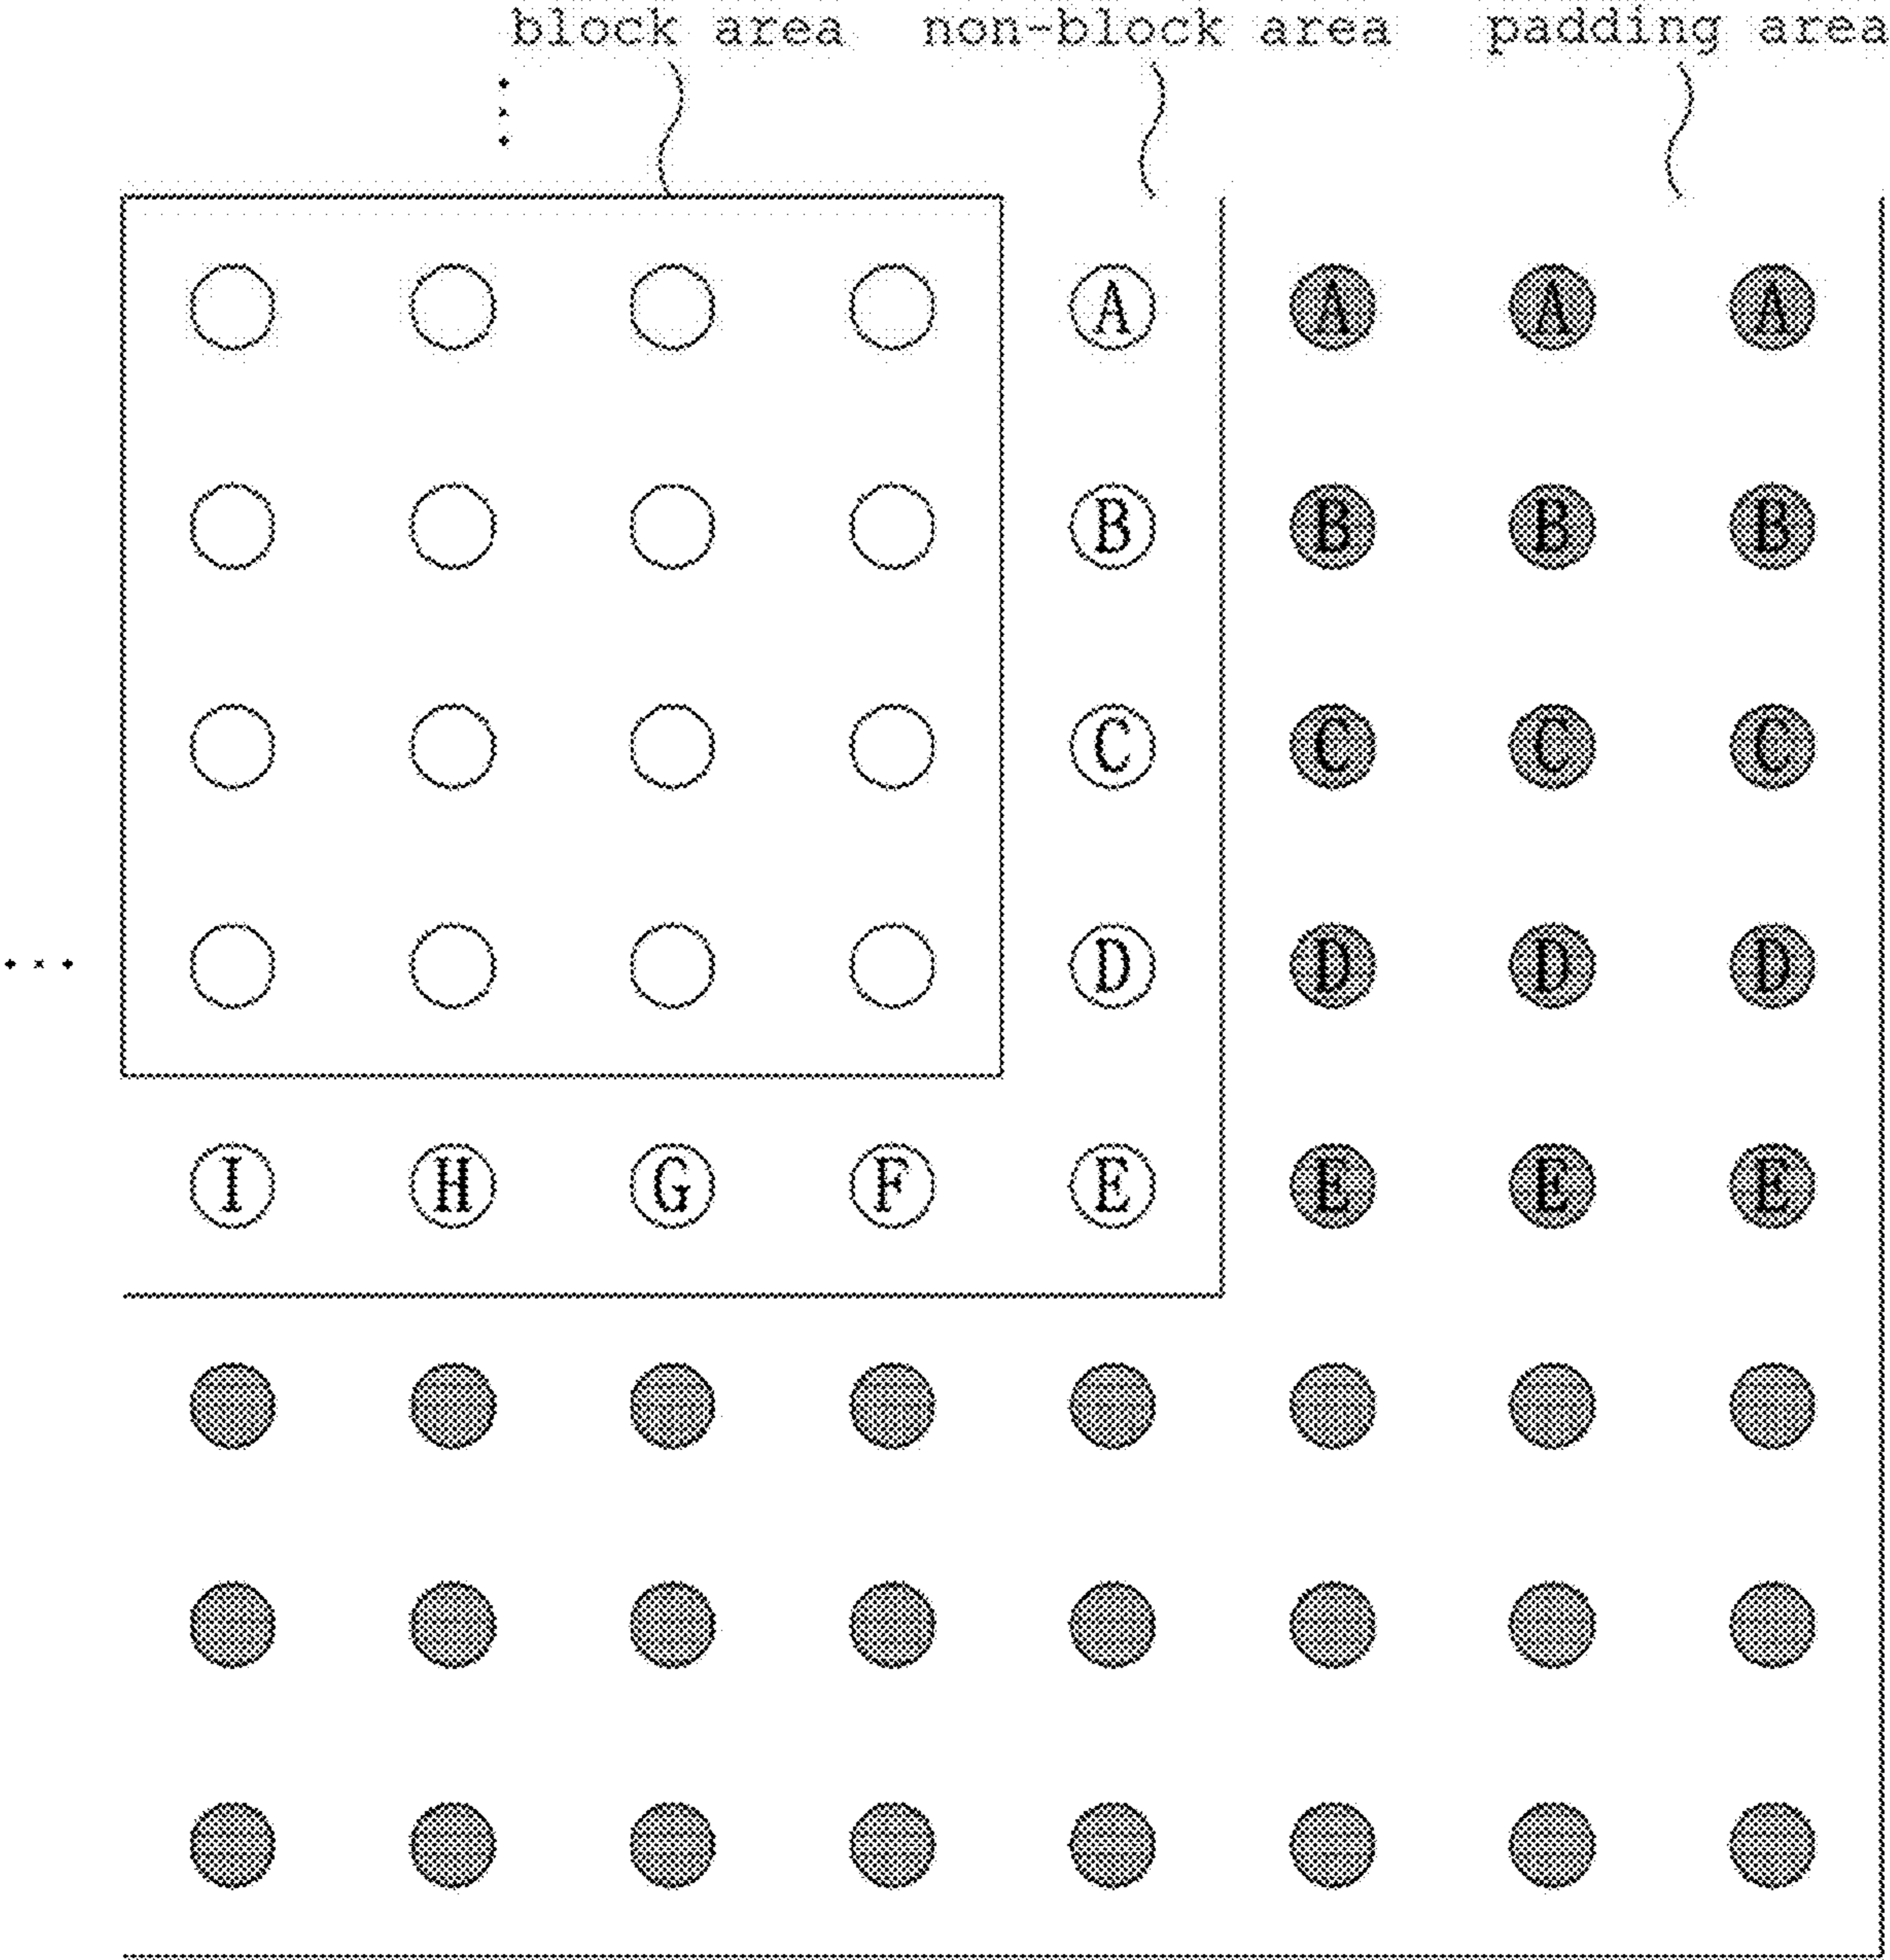 block area non-block area padding area
A A A A
B B B B
C C C C
D D D D
I H G F E E E E